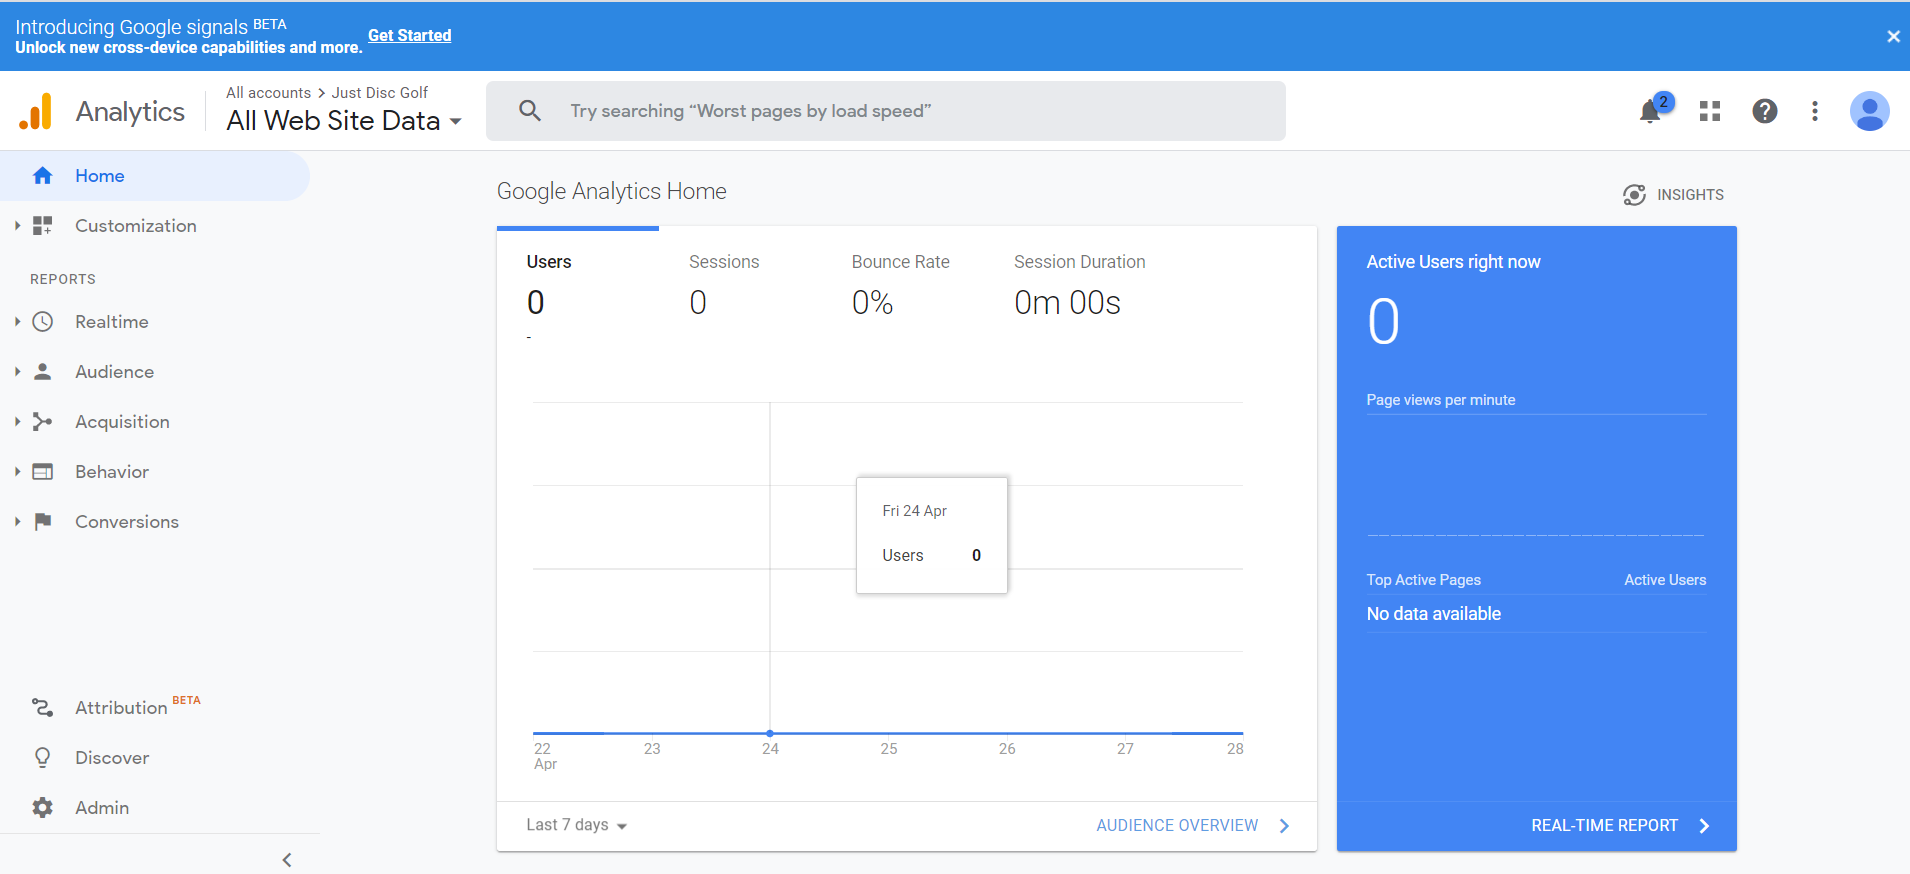 Introducing Google signals BETA
Unlock new cross-device capabilities and more. Get Started
Analytics
All accounts > Just Disc Golf
All Web Site Data
Try searching “Worst pages by load speed”
2
Home
Customization
REPORTS
Realtime
Audience
Acquisition
Behavior
Conversions
Attribution BETA
Discover
Admin
Google Analytics Home
INSIGHTS
Users
0
-
Sessions
0
Bounce Rate
0%
Session Duration
0m 00s
Fri 24 Apr
Users 0
22 23 24 25 26 27 28
Apr
Last 7 days
AUDIENCE OVERVIEW
Active Users right now
0
Page views per minute
Top Active Pages Active Users
No data available
REAL-TIME REPORT